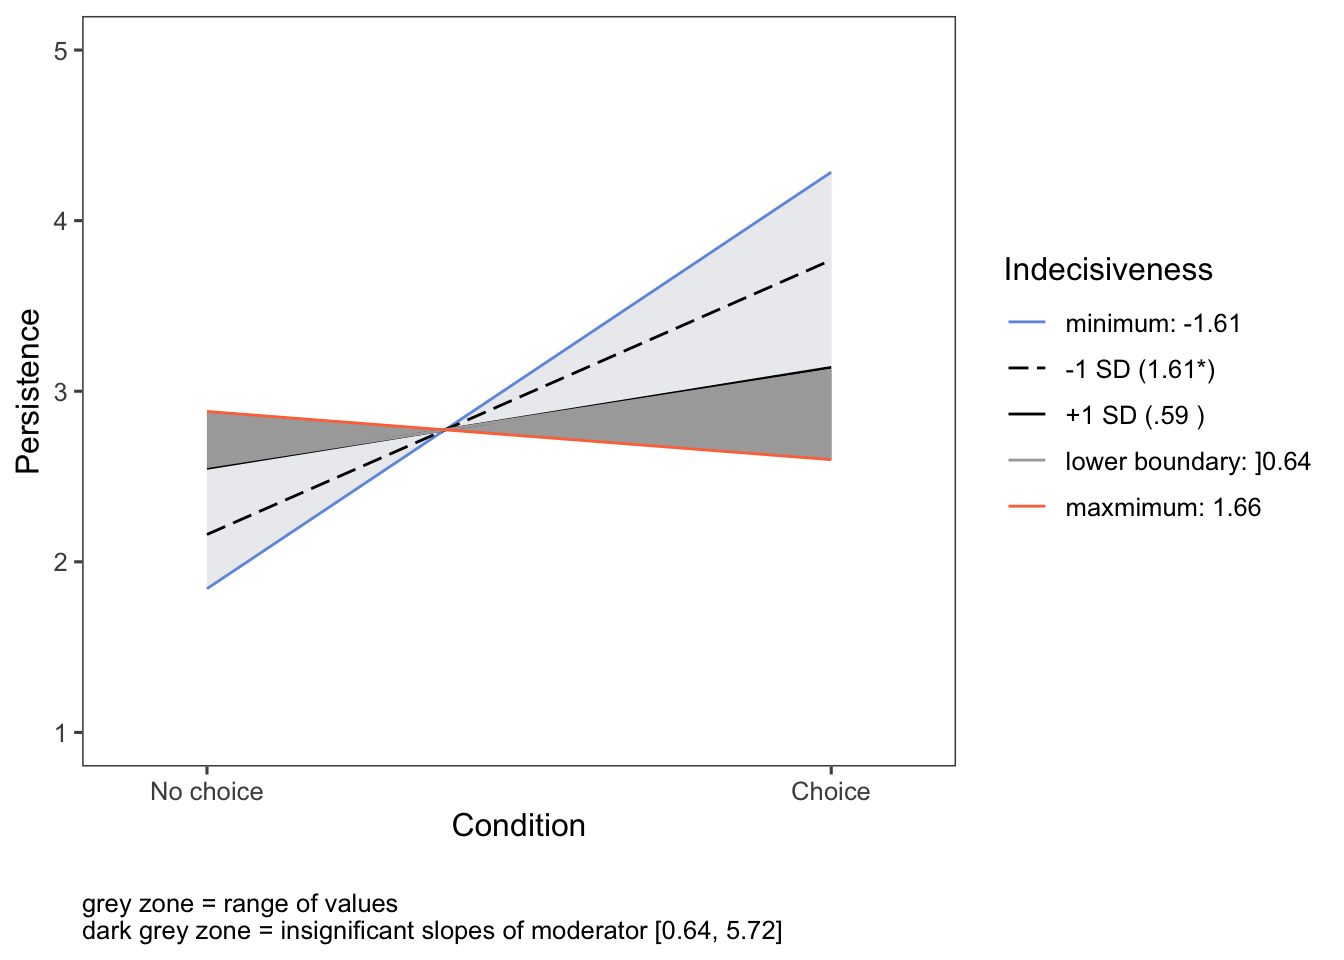 5
4
3
2
1
Persistence
No choice
Choice
Condition
Indecisiveness
minimum: -1.61
-1 SD (1.61*)
+1 SD (.59 )
lower boundary: ]0.64
maxmimum: 1.66
grey zone = range of values
dark grey zone = insignificant slopes of moderator [0.64, 5.72]